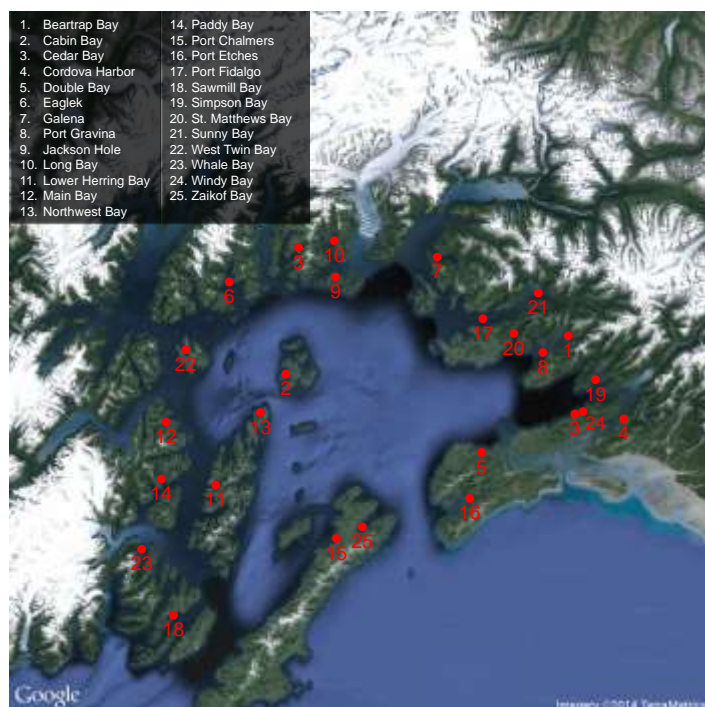 1. Beartrap Bay
2. Cabin Bay
3. Cedar Bay
4. Cordova Harbor
5. Double Bay
6. Eaglek
7. Galena
8. Port Gravina
9. Jackson Hole
10. Long Bay
11. Lower Herring Bay
12. Main Bay
13. Northwest Bay
14. Paddy Bay
15. Port Chalmers
16. Port Etches
17. Port Fidalgo
18. Sawmill Bay
19. Simpson Bay
20. St. Matthews Bay
21. Sunny Bay
22. West Twin Bay
23. Whale Bay
24. Windy Bay
25. Zaikof Bay
10
3
7
9
6
21
17
20
1
22
8
2
19
13
3
24
12
4
5
14
11
16
25
15
23
18
Google